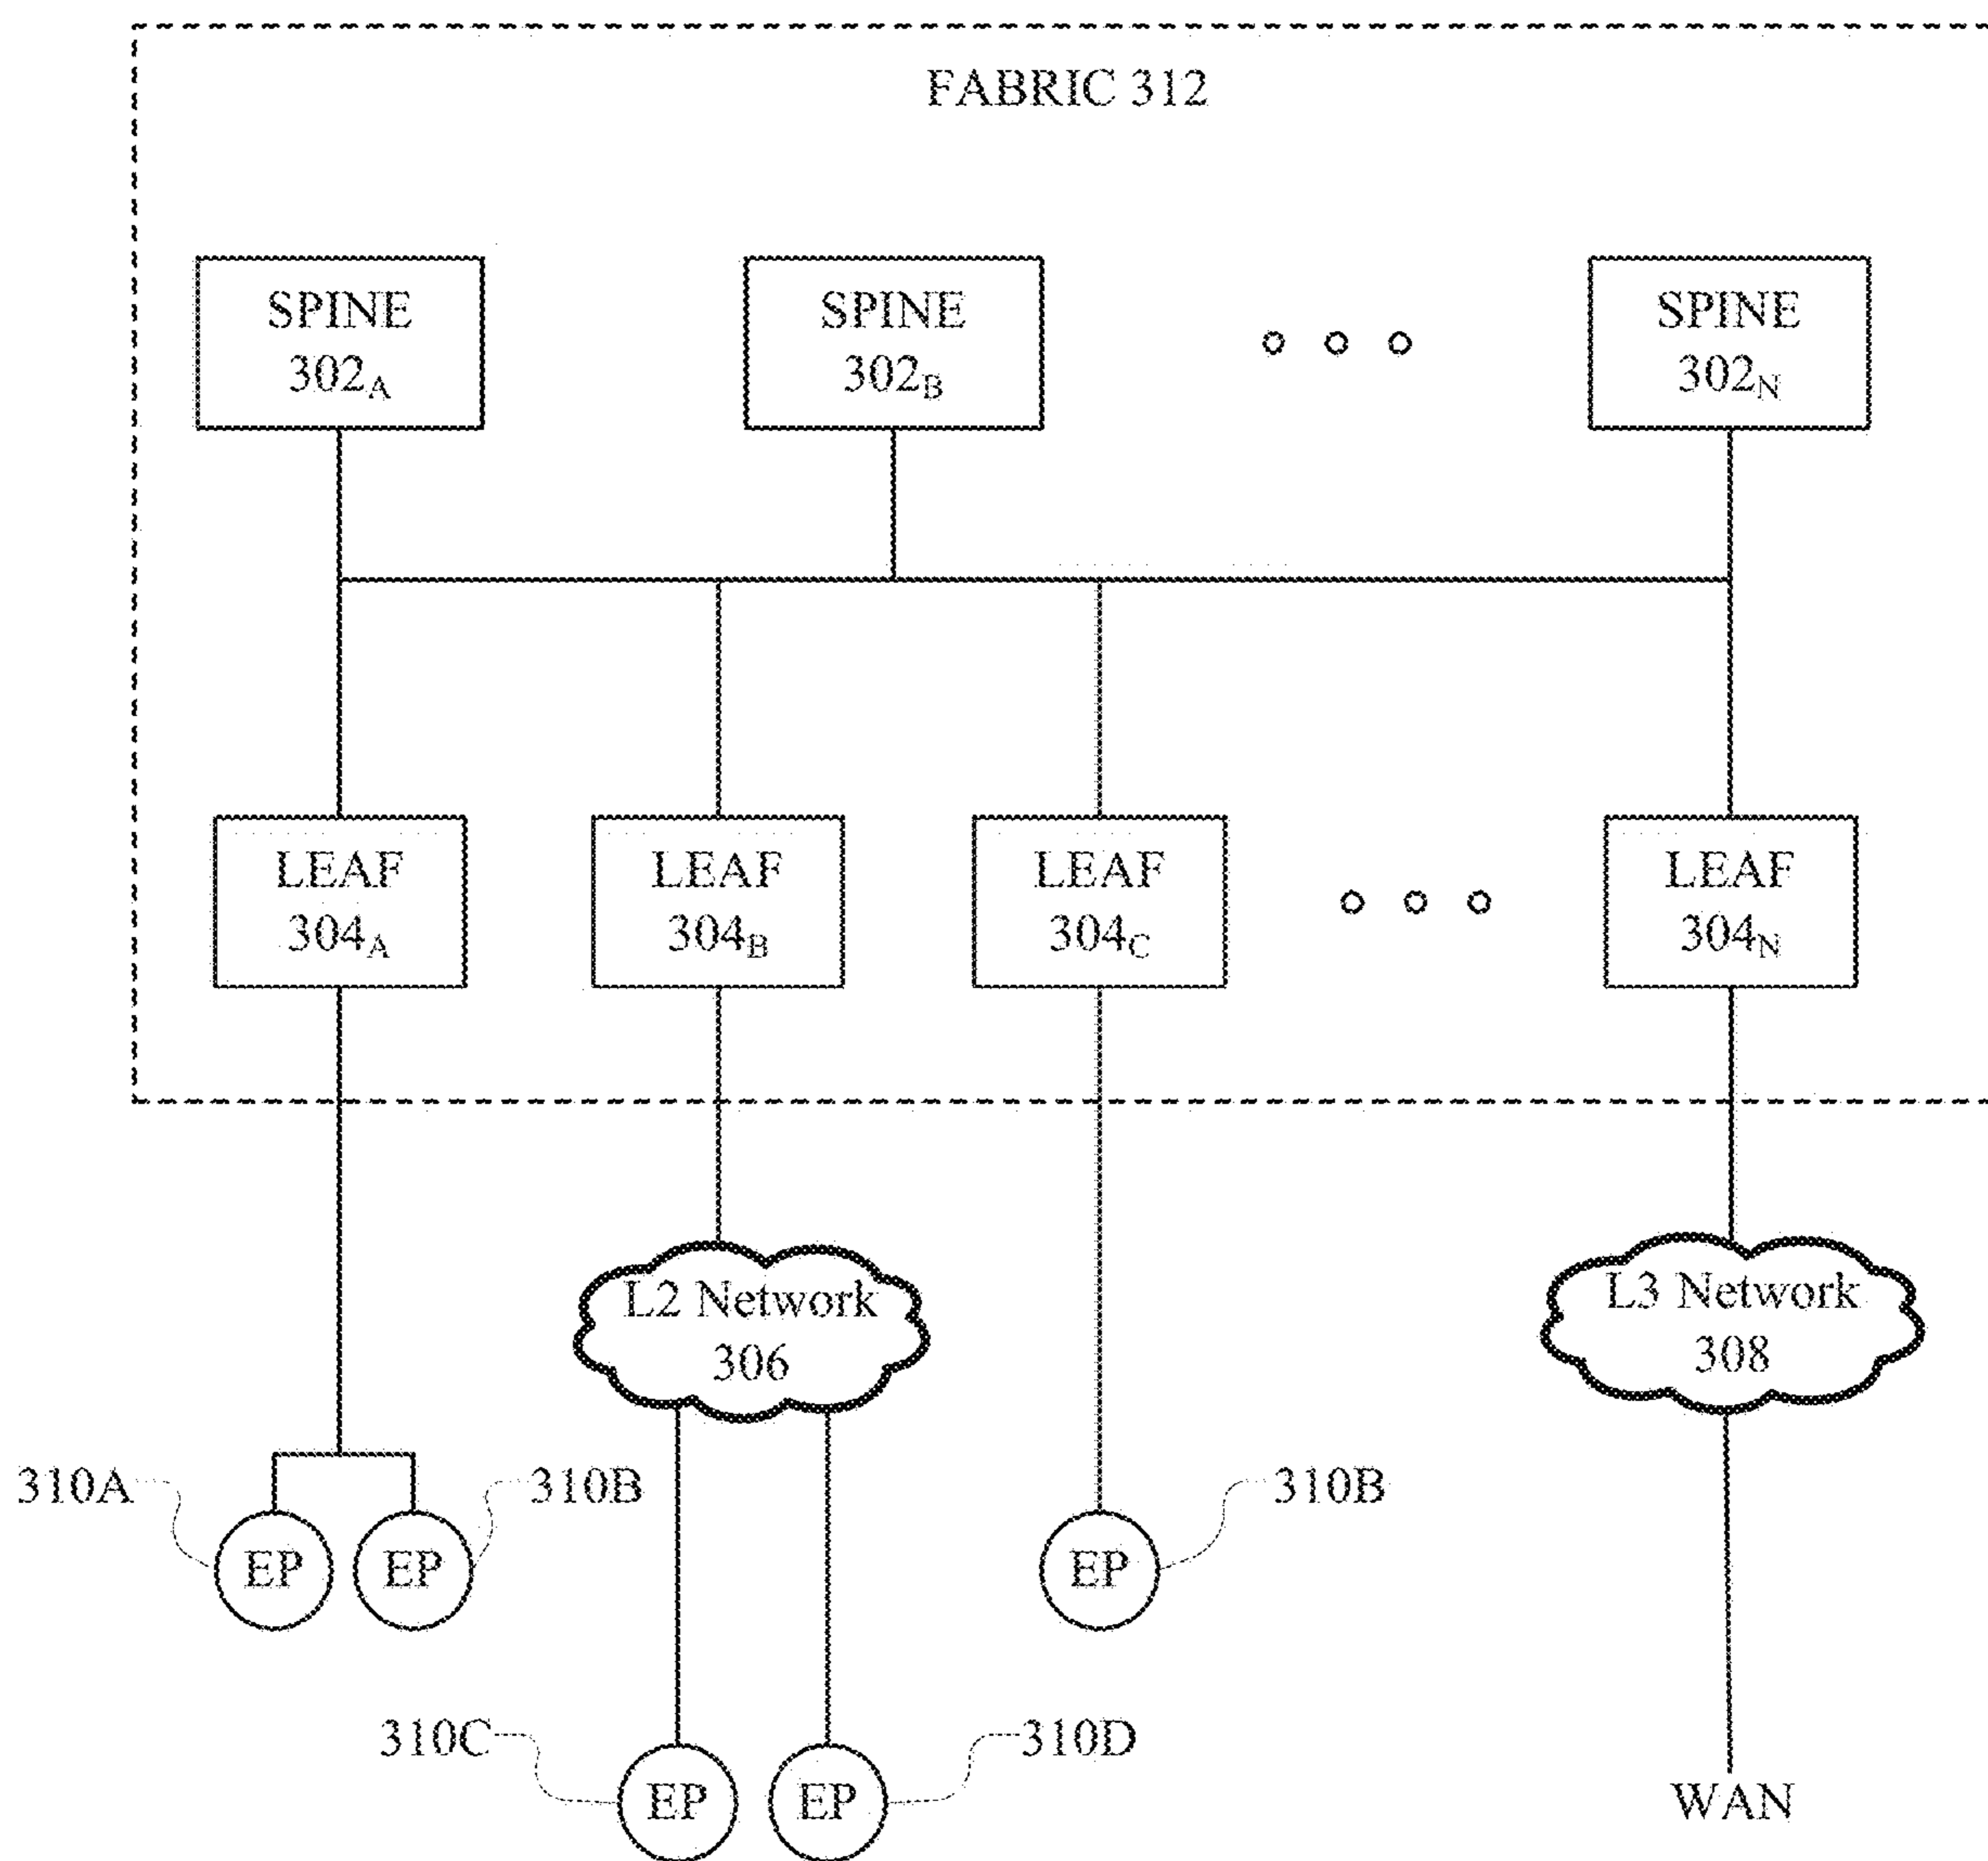 FABRIC 312
SPINE
302A
SPINE
302B
SPINE
302N
LEAF
304A
LEAF
304B
LEAF
304C
LEAF
304N
L2 Network
306
L3 Network
308
310A
310B
310B
EP
EP
EP
310C
310D
EP
EP
WAN